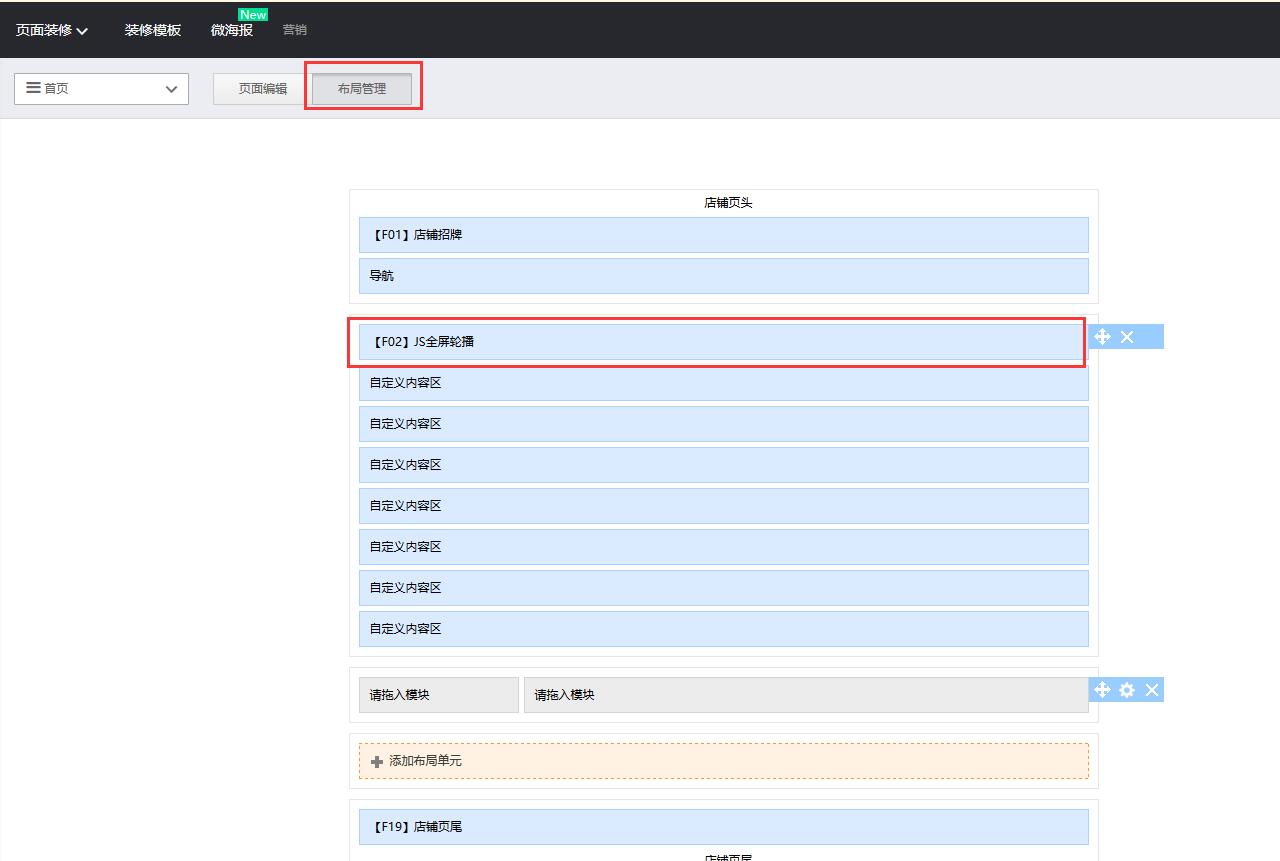 New
页面装修 装修模板 微海报 营销
首页 页面编辑 布局管理
店铺页头
【F01】店铺招牌
导航
【F02】JS全屏轮播
自定义内容区
自定义内容区
自定义内容区
自定义内容区
自定义内容区
自定义内容区
自定义内容区
请拖入模块 请拖入模块
添加布局单元
【F19】店铺页尾
店铺页尾